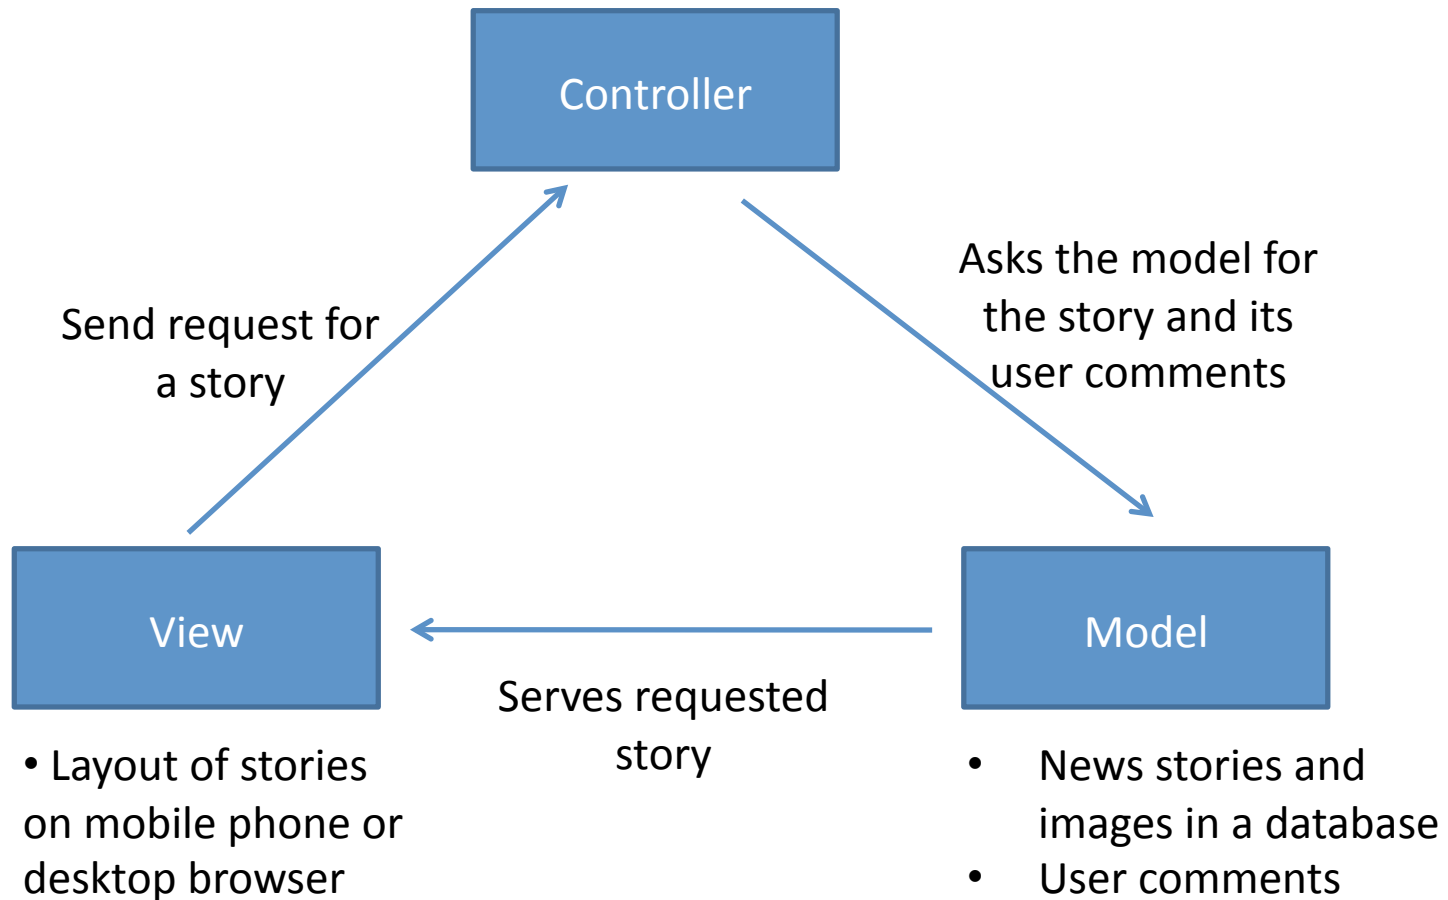 Controller
Asks the model for
the story and its
user comments
Send request for
a story
View
Model
Serves requested
story
• Layout of stories
on mobile phone or
desktop browser
• News stories and
images in a database
• User comments